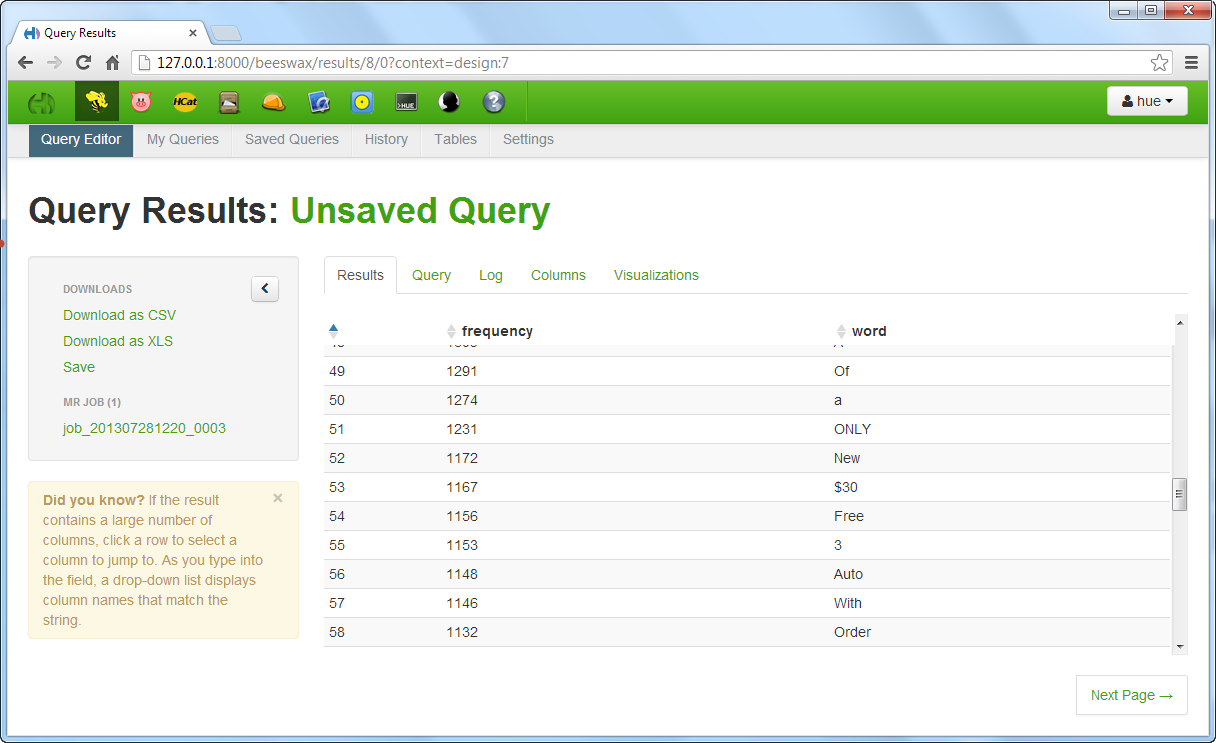 Query Results
127.0.0.1:8000/beeswax/results/8/0?context=design:7
HCat
>HUE
?
hue
Query Editor My Queries Saved Queries History Tables Settings
Query Results: Unsaved Query
DOWNLOADS
Download as CSV
Download as XLS
Save
MR JOB (1)
job_201307281220_0003
Did you know? If the result
contains a large number of
columns, click a row to select a
column to jump to. As you type into
the field, a drop-down list displays
column names that match the
string.
Results Query Log Columns Visualizations
frequency word
49 1291 Of
50 1274 a
51 1231 ONLY
52 1172 New
53 1167 $30
54 1156 Free
55 1153 3
56 1148 Auto
57 1146 With
58 1132 Order
Next Page →